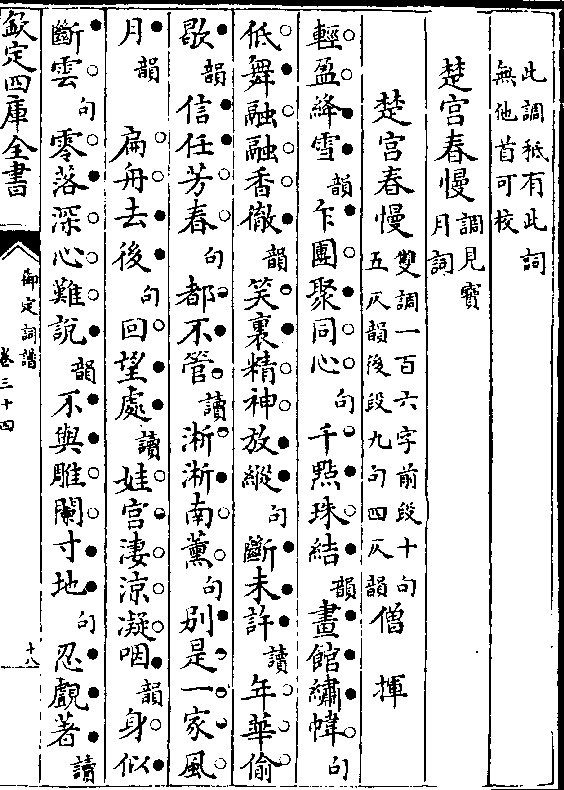 此調秪有此詞
無他首可校
楚宮春慢調見寶
月詞
楚宮春慢雙調一百六字前段十句
五仄韻後段九句四仄韻僧揮
輕盈絳雪韻乍團聚同心句千點珠結韻畫館繡幃句
低舞融融香徹韻笑裏精神放縱句斷未許讀年華偷
歇韻信任芳春句都不管讀淅淅南薰句别是一家風
月韻扁舟去後句回望處讀娃宮淒涼凝咽韻身似
斷雲句零落深心難說韻不與雕闌寸地句忍觀著讀
欽定四庫全書
御定詞譜
卷三十四
十八